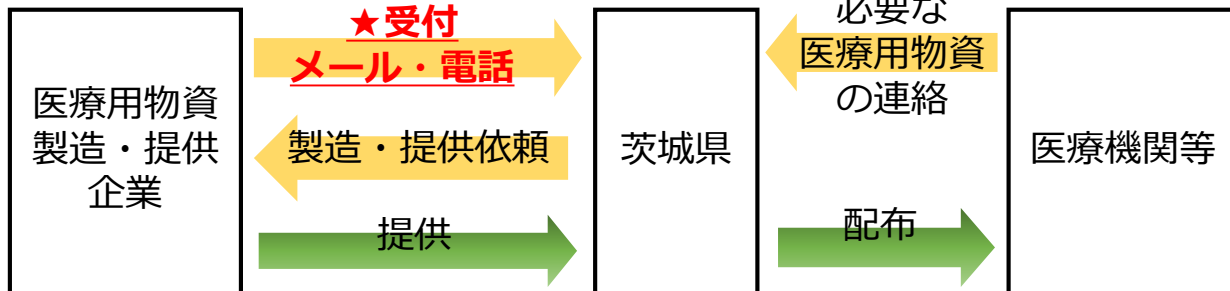 医療用物資
製造・提供
企業
★受付
メール・電話
製造・提供依頼
提供
茨城県
必要な
医療用物資
の連絡
配布
医療機関等